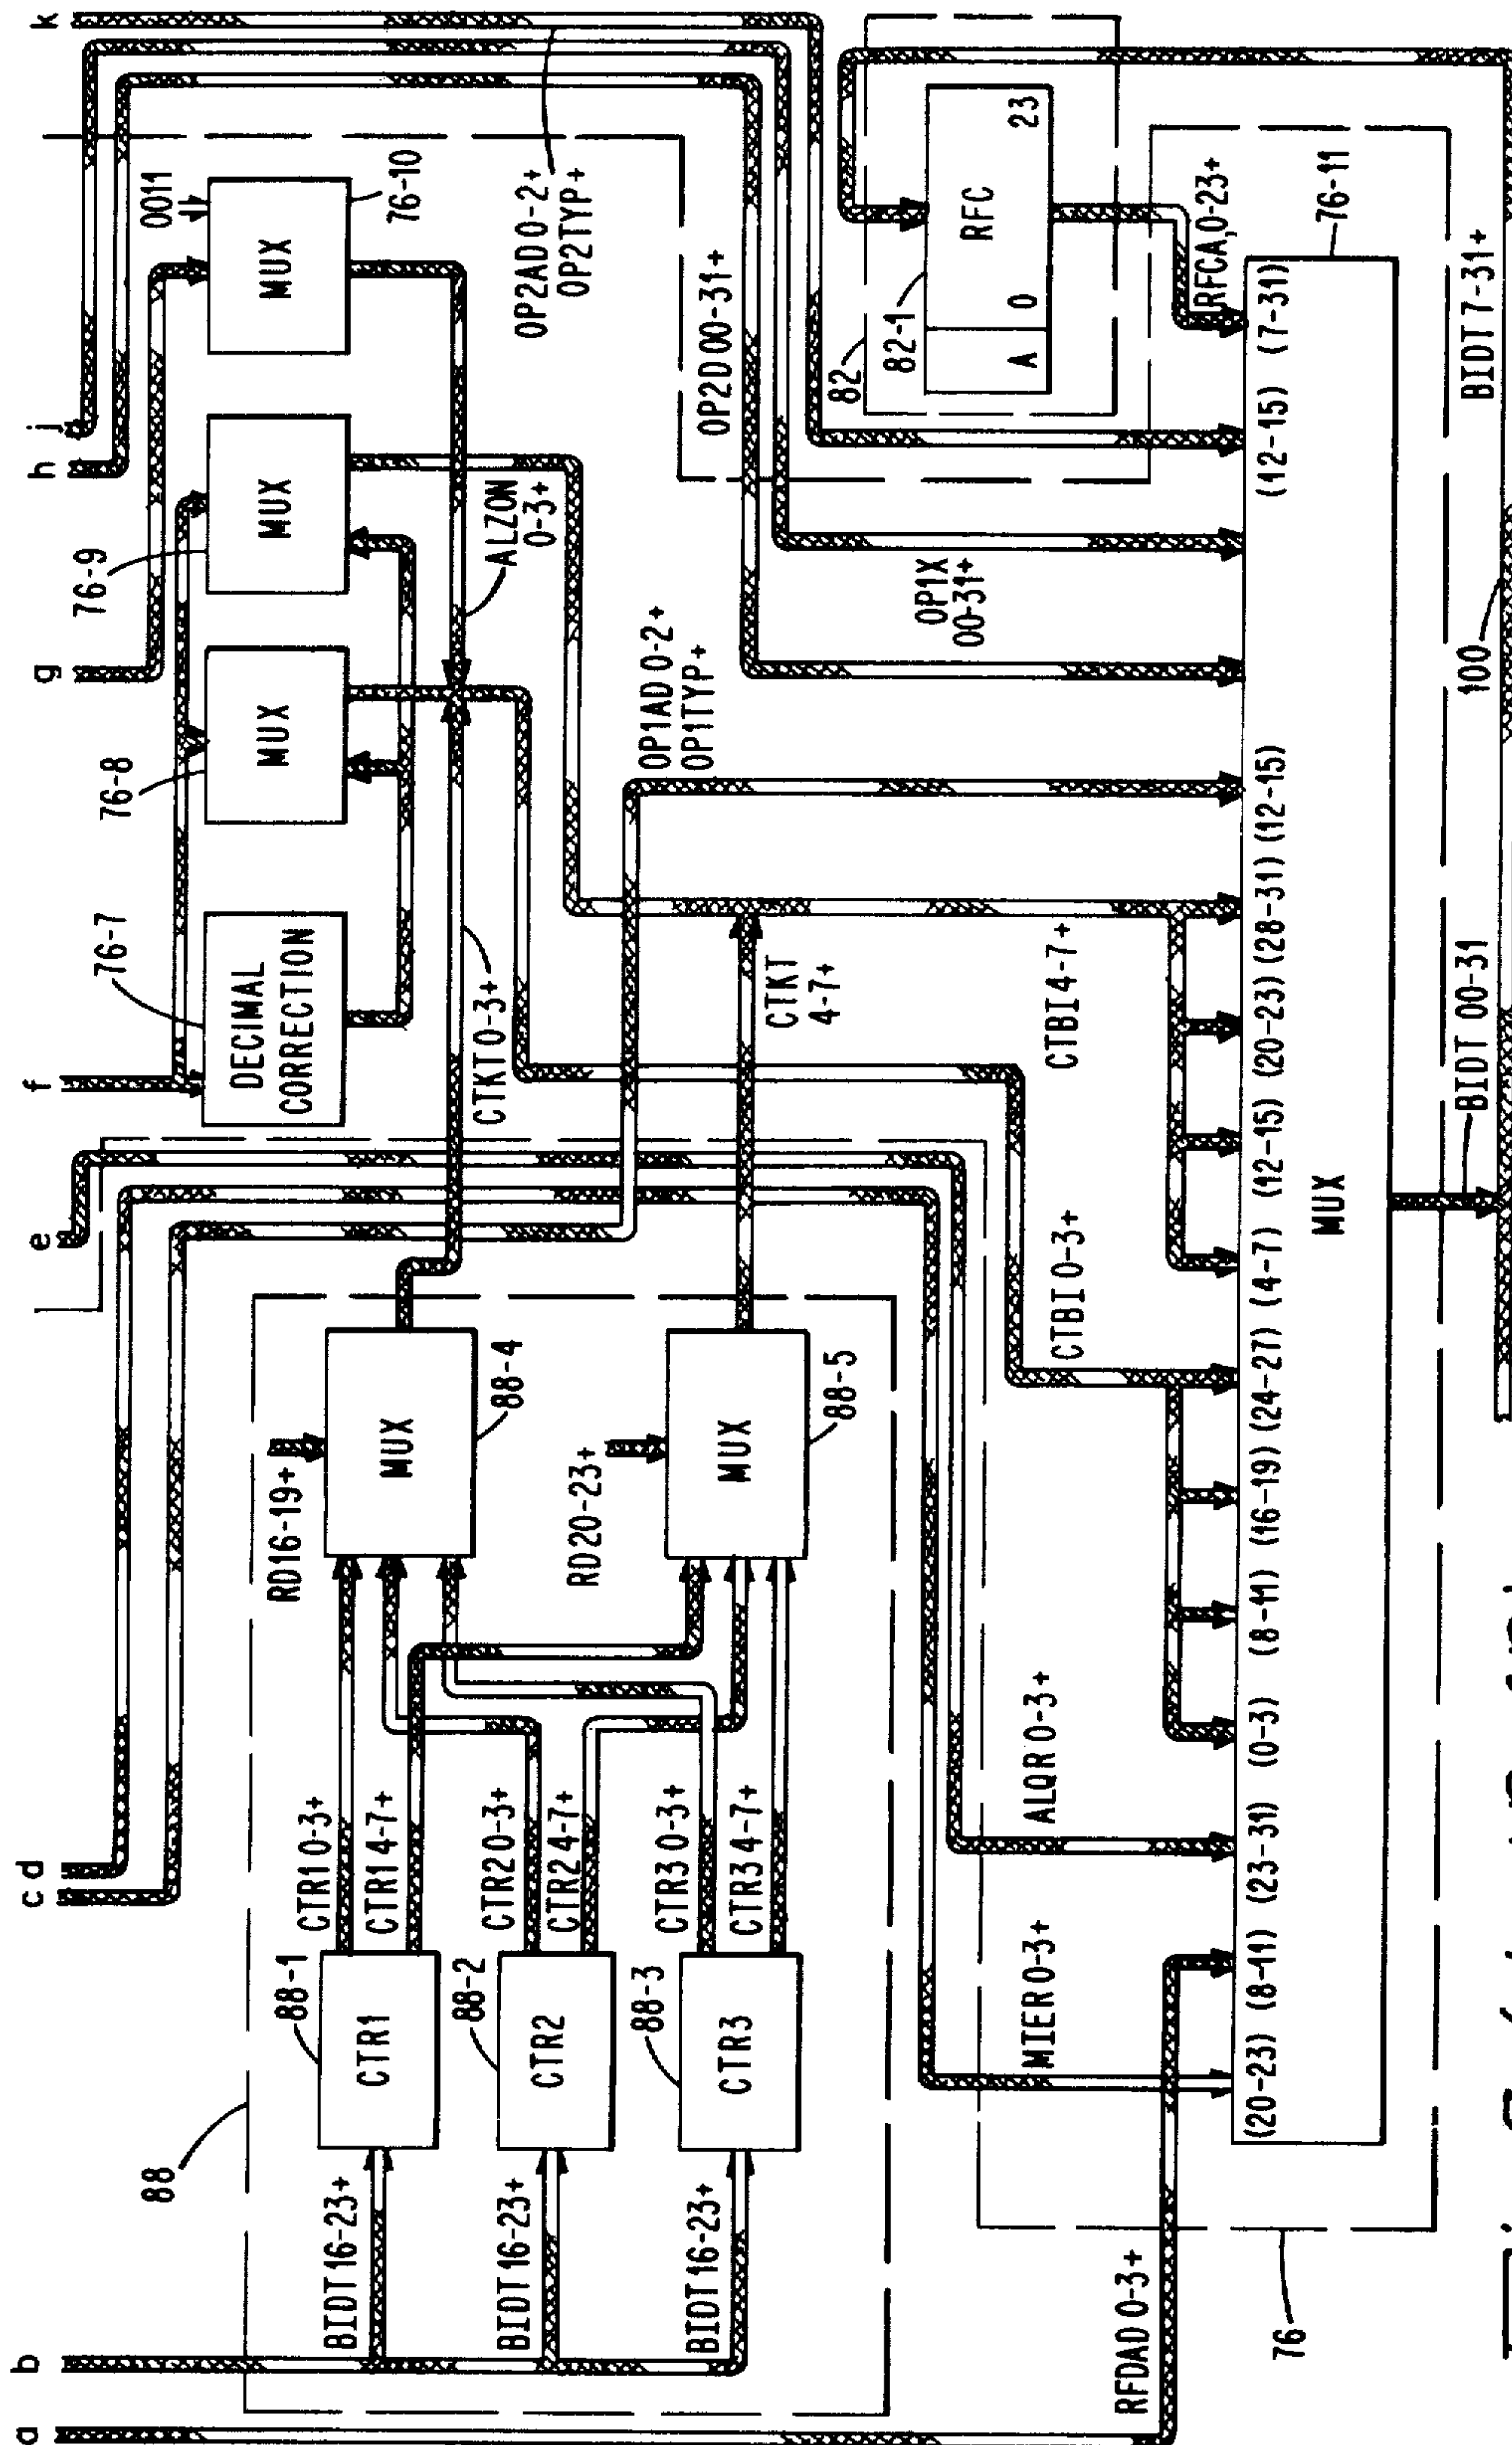 a
b
c
d
e
f
g
h
j
k
88
BIDT16-23+
BIDT16-23+
BIDT16-23+
88-1
CTR1
88-2
CTR2
88-3
CTR3
CTR1 0-3+
CTR1 4-7+
CTR2 0-3+
CTR2 4-7+
CTR3 0-3+
CTR3 4-7+
RD16-19+
MUX
88-4
RD20-23+
MUX
88-5
76-7
DECIMAL
CORRECTION
76-8
MUX
76-9
MUX
0011
MUX
76-10
CTKT 0-3+
ALZON
0-3+
CTKT
4-7+
OP2AD 0-2+
OP2TYP+
OP2D 00-31+
OP1X
00-31+
OP1AD 0-2+
OP1TYP+
82
82-1
RFC
A
0
23
RFCA,0-23+
RFDAD 0-3+
MIER 0-3+
ALQR 0-3+
CTBI 0-3+
CTBI 4-7+
76
(20-23) (8-11) (23-31) (0-3) (8-11) (16-19) (24-27) (4-7) (12-15) (20-23) (28-31) (12-15) (12-15) (7-31)
MUX
76-11
BIDT 00-31
BIDT 7-31+
100